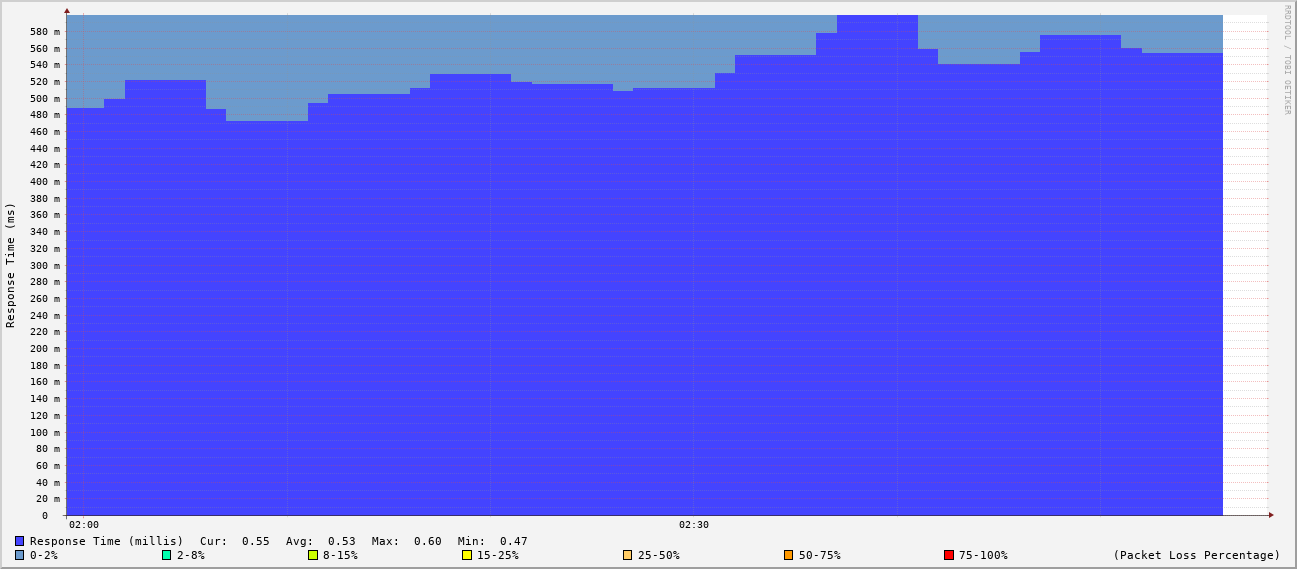 RRDTOOL / TOBI OETIKER
Response Time (ms)
580 m
560 m
540 m
520 m
500 m
480 m
460 m
440 m
420 m
400 m
380 m
360 m
340 m
320 m
300 m
280 m
260 m
240 m
220 m
200 m
180 m
160 m
140 m
120 m
100 m
80 m
60 m
40 m
20 m
0
02:00 02:30
Response Time (millis) Cur: 0.55 Avg: 0.53 Max: 0.60 Min: 0.47
0-2% 2-8% 8-15% 15-25% 25-50% 50-75% 75-100% (Packet Loss Percentage)